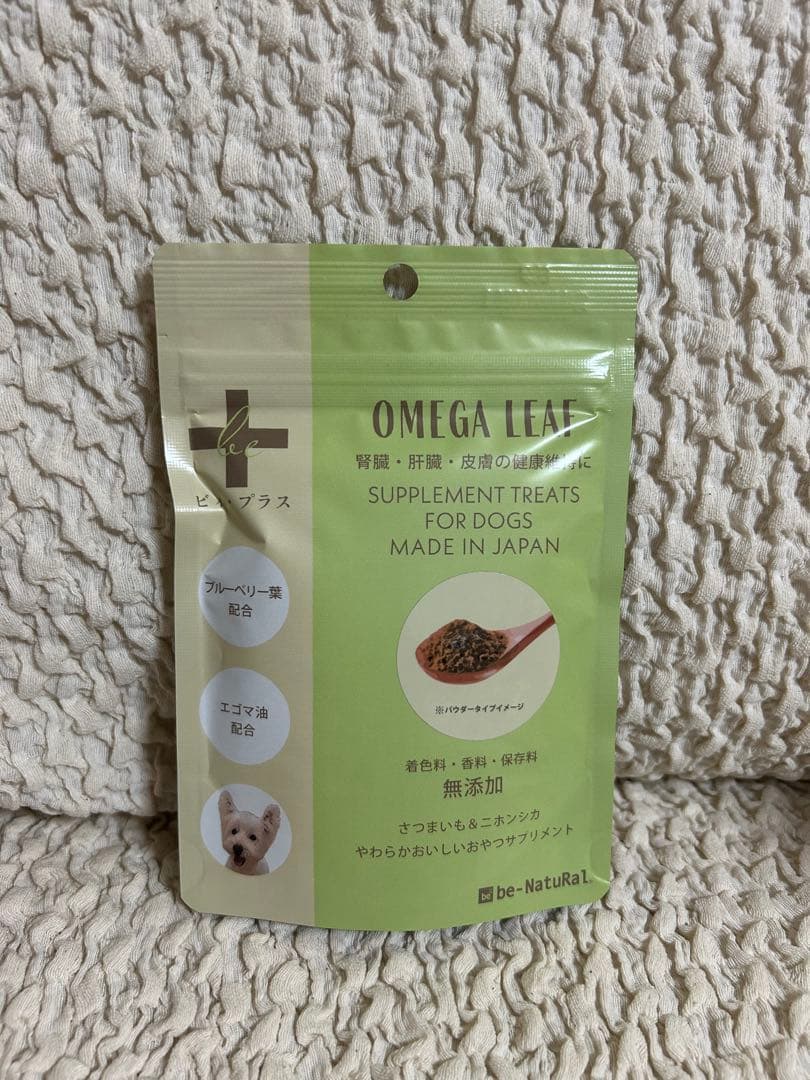 be
ビィ・プラス
ブルーベリー葉
配合
エゴマ油
配合
OMEGA LEAF
腎臓・肝臓・皮膚の健康維持に
SUPPLEMENT TREATS
FOR DOGS
MADE IN JAPAN
※パウダータイプイメージ
着色料・香料・保存料
無添加
さつまいも＆ニホンシカ
やわらかおいしいおやつサプリメント
be be-NatuRal